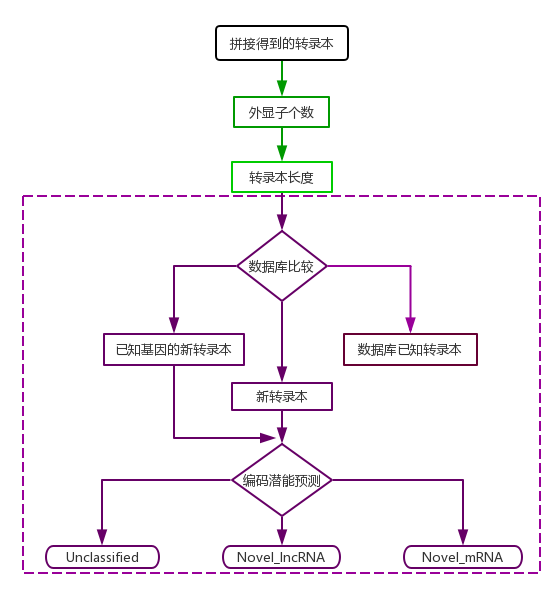 拼接得到的转录本
外显子个数
转录本长度
数据库比较
已知基因的新转录本
数据库已知转录本
新转录本
编码潜能预测
Unclassified
Novel_lncRNA
Novel_mRNA